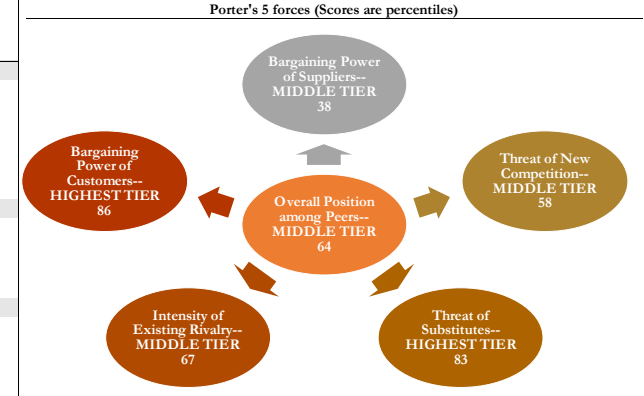 Porter's 5 forces (Scores are percentiles)
Bargaining Power
of Suppliers--
MIDDLE TIER
38
Bargaining
Power of
Customers--
HIGHEST TIER
86
Threat of New
Competition--
MIDDLE TIER
58
Overall Position
among Peers--
MIDDLE TIER
64
Intensity of
Existing Rivalry--
MIDDLE TIER
67
Threat of
Substitutes--
HIGHEST TIER
83